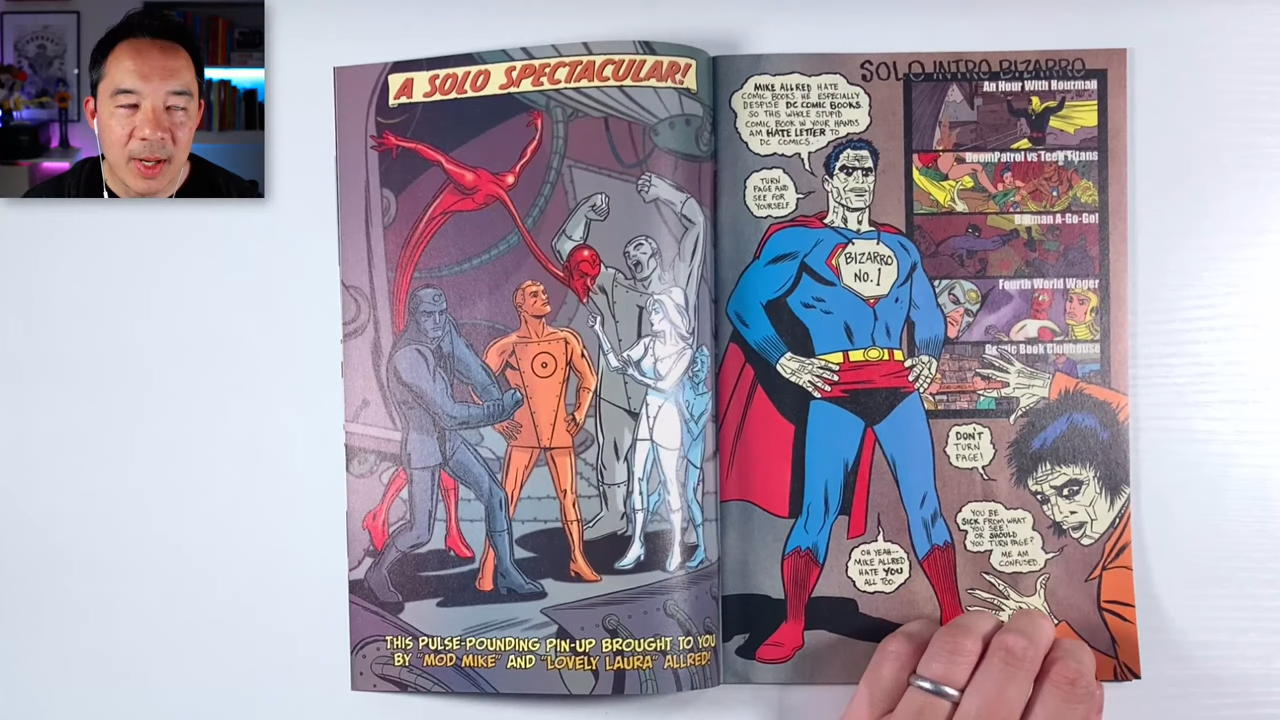 A SOLO SPECTACULAR!
THIS PULSE-POUNDING PIN-UP BROUGHT TO YOU
BY "MOD MIKE" AND "LOVELY LAURA" ALLRED!
SOLO INTRO BIZARRO
MIKE ALLRED HATE
COMIC BOOKS. HE ESPECIALLY
DESPISE DC COMIC BOOKS.
SO THIS WHOLE STUPID
COMIC BOOK IN YOUR HANDS
AM HATE LETTER TO
DC COMICS...
TURN
PAGE AND
SEE FOR
YOURSELF.
BIZARRO
NO. 1
An Hour With Hourman
DoomPatrol vs Teen Titans
Batman A-Go-Go!
Fourth World Wager
Comic Book Clubhouse
DON'T
TURN
PAGE!
YOU BE
SICK FROM WHAT
YOU SEE!
OR SHOULD
YOU TURN PAGE?
ME AM
CONFUSED.
OH YEAH--
MIKE ALLRED
HATE YOU
ALL TOO.